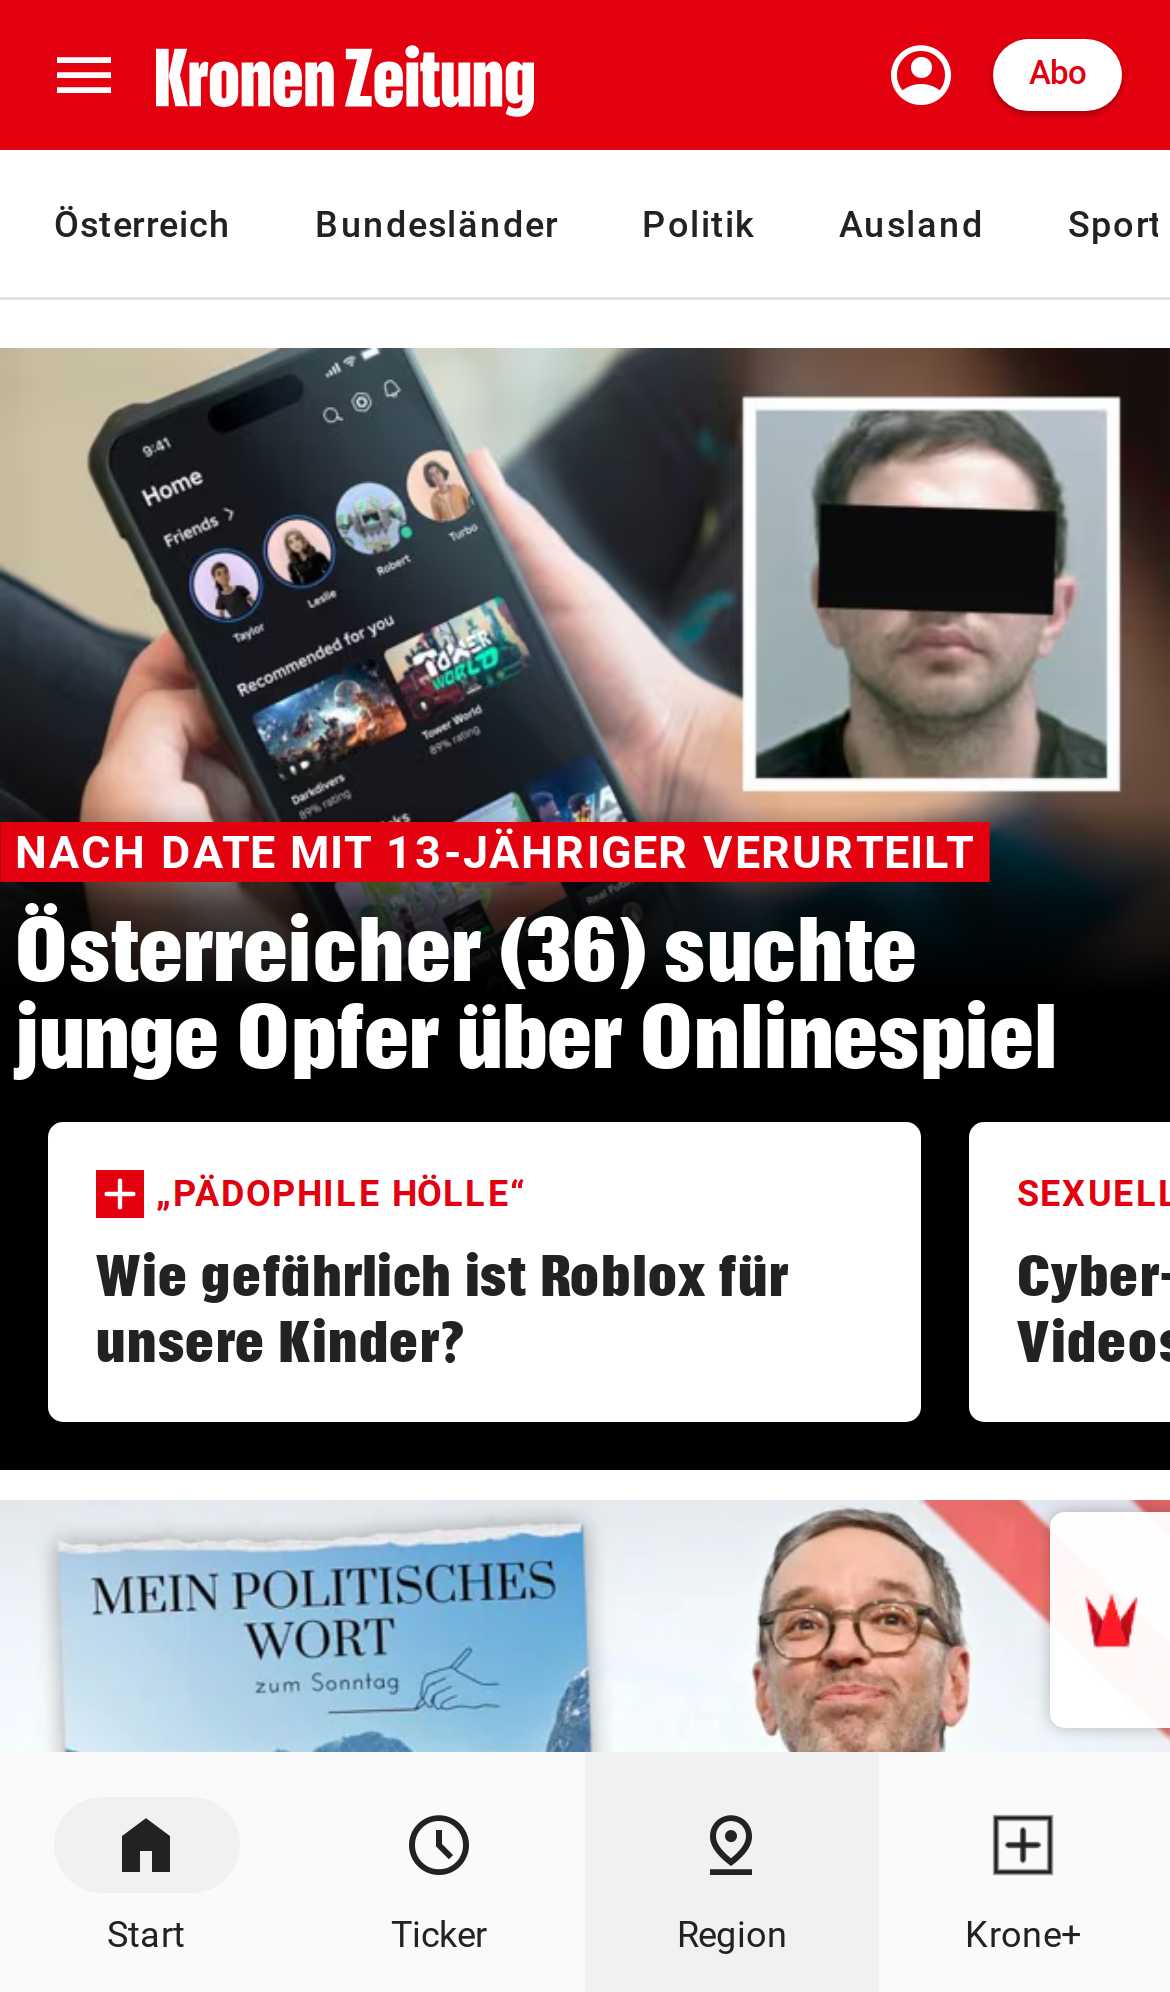 Kronen Zeitung
Abo
Österreich Bundesländer Politik Ausland Sport
9:41
Home
Friends
Taylor
Leslie
Robert
Turbo
Recommended for you
TOWER
WORLD
Darkdivers
89% rating
Tower World
89% rating
NACH DATE MIT 13-JÄHRIGER VERURTEILT
Österreicher (36) suchte
junge Opfer über Onlinespiel
„PÄDOPHILE HÖLLE“
Wie gefährlich ist Roblox für
unsere Kinder?
SEXUELL
Cyber-
Videos
MEIN POLITISCHES
WORT
zum Sonntag
Start Ticker Region Krone+